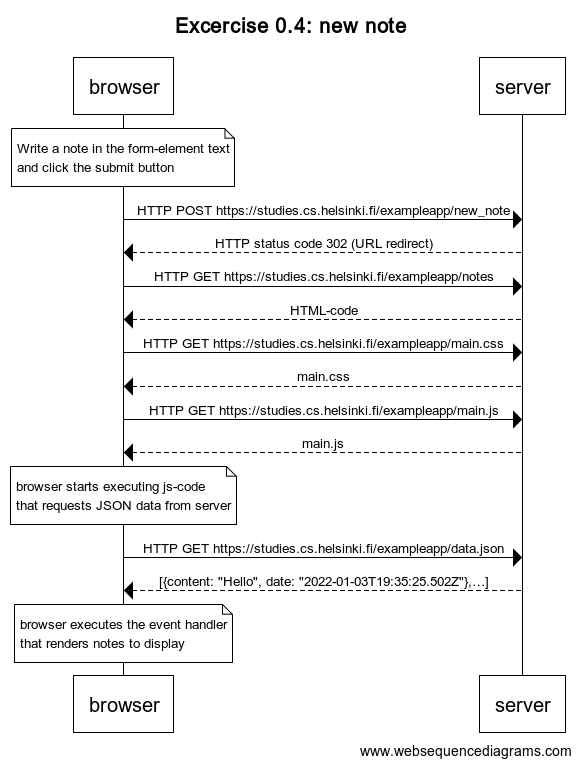 Excercise 0.4: new note
browser
server
Write a note in the form-element text
and click the submit button
HTTP POST https://studies.cs.helsinki.fi/exampleapp/new_note
HTTP status code 302 (URL redirect)
HTTP GET https://studies.cs.helsinki.fi/exampleapp/notes
HTML-code
HTTP GET https://studies.cs.helsinki.fi/exampleapp/main.css
main.css
HTTP GET https://studies.cs.helsinki.fi/exampleapp/main.js
main.js
browser starts executing js-code
that requests JSON data from server
HTTP GET https://studies.cs.helsinki.fi/exampleapp/data.json
[{content: "Hello", date: "2022-01-03T19:35:25.502Z"},…]
browser executes the event handler
that renders notes to display
browser
server
www.websequencediagrams.com